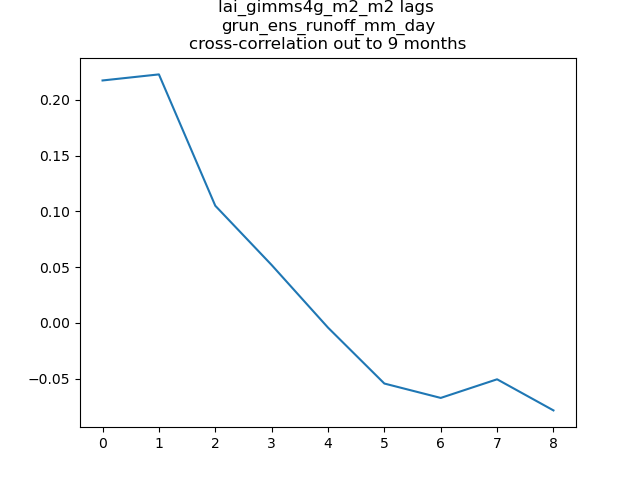 lai_gimms4g_m2_m2 lags
grun_ens_runoff_mm_day
cross-correlation out to 9 months
0.20
0.15
0.10
0.05
0.00
−0.05
0 1 2 3 4 5 6 7 8